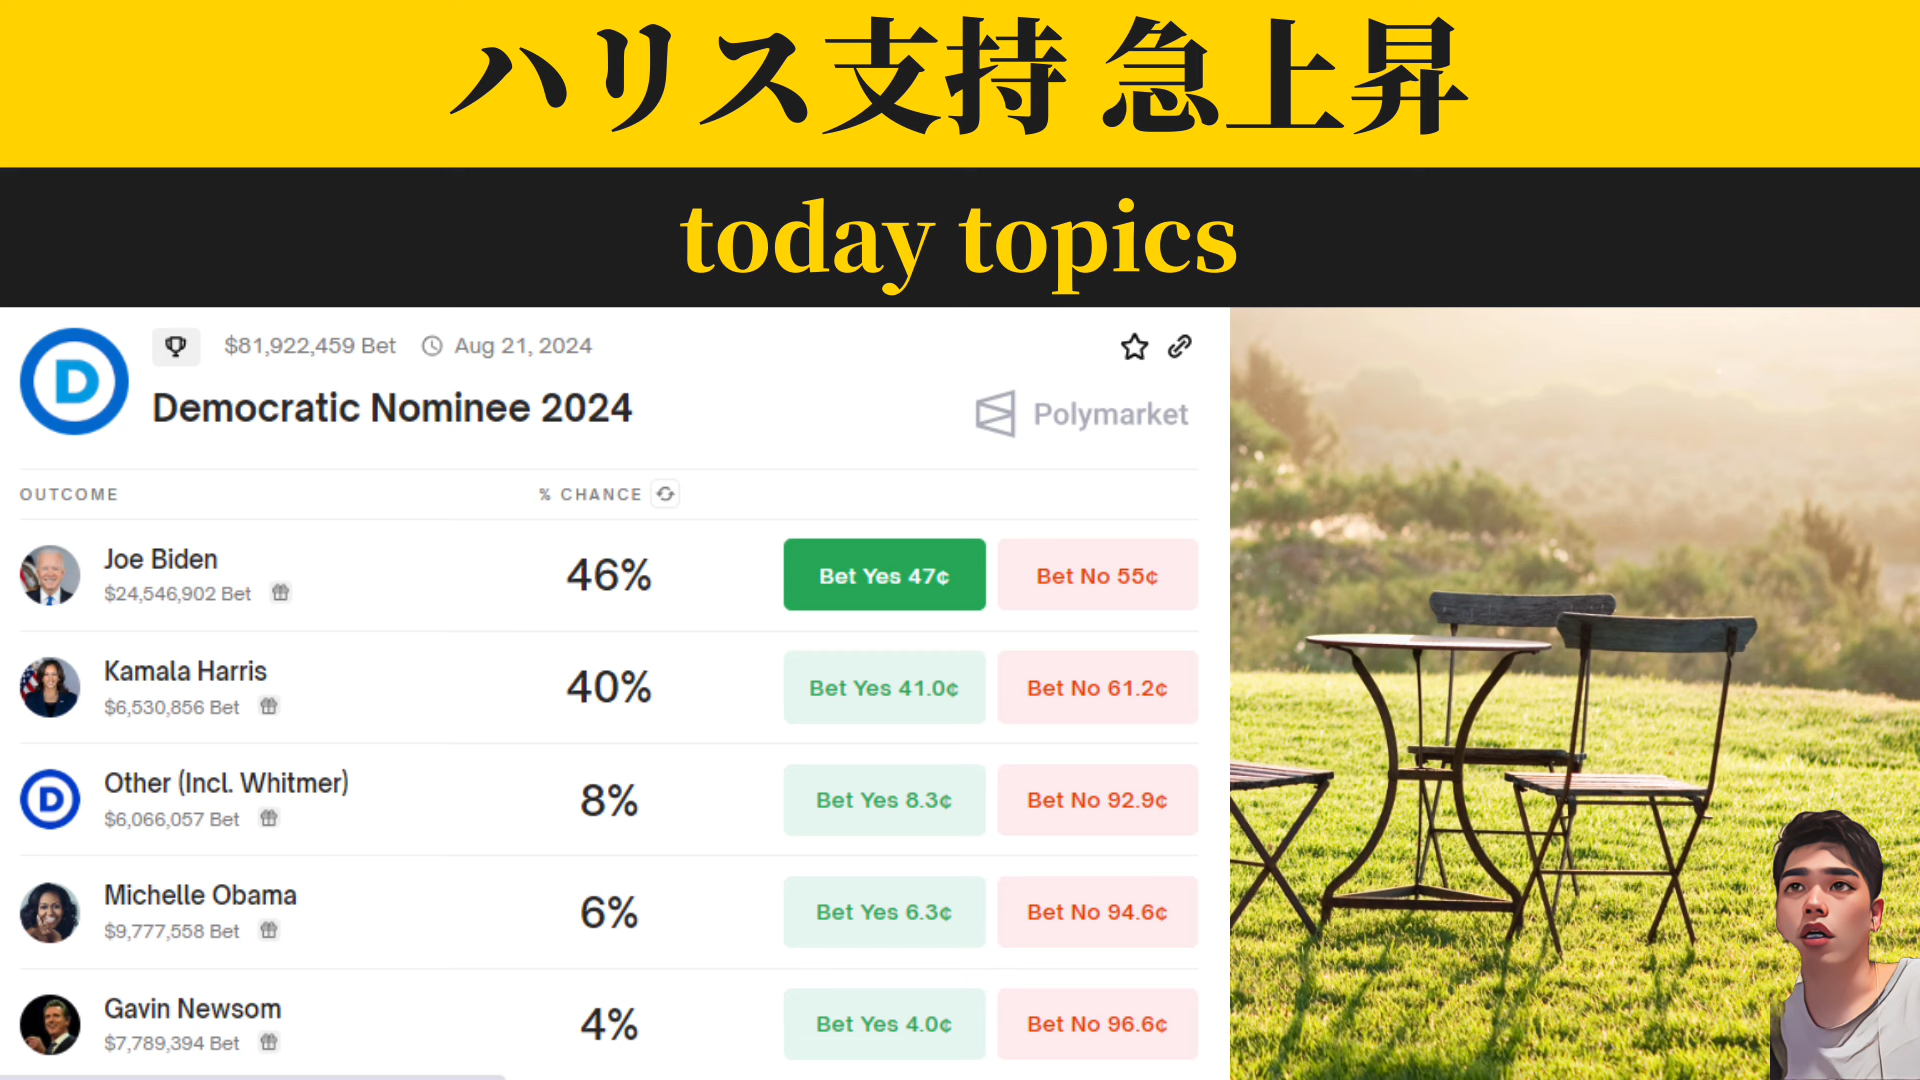 ハリス支持 急上昇
today topics
$81,922,459 Bet Aug 21, 2024
Democratic Nominee 2024
Polymarket
OUTCOME % CHANCE
Joe Biden
$24,546,902 Bet
46% Bet Yes 47¢ Bet No 55¢
Kamala Harris
$6,530,856 Bet
40% Bet Yes 41.0¢ Bet No 61.2¢
Other (Incl. Whitmer)
$6,066,057 Bet
8% Bet Yes 8.3¢ Bet No 92.9¢
Michelle Obama
$9,777,558 Bet
6% Bet Yes 6.3¢ Bet No 94.6¢
Gavin Newsom
$7,789,394 Bet
4% Bet Yes 4.0¢ Bet No 96.6¢